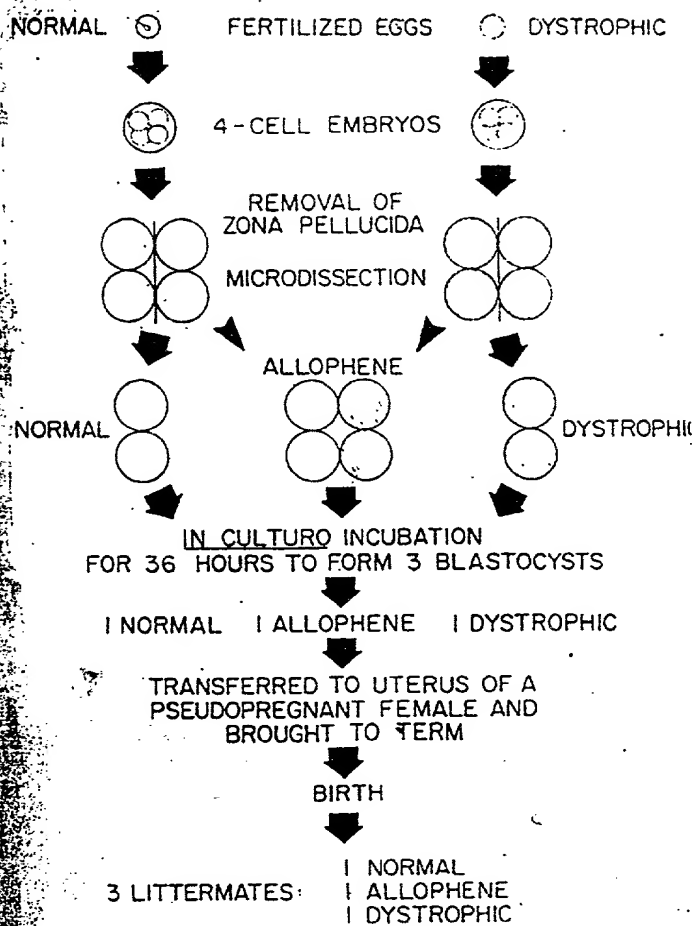 NORMAL FERTILIZED EGGS DYSTROPHIC
4-CELL EMBRYOS
REMOVAL OF
ZONA PELLUCIDA
MICRODISSECTION
ALLOPHENE
NORMAL DYSTROPHIC
IN CULTURO INCUBATION
FOR 36 HOURS TO FORM 3 BLASTOCYSTS
1 NORMAL 1 ALLOPHENE 1 DYSTROPHIC
TRANSFERRED TO UTERUS OF A
PSEUDOPREGNANT FEMALE AND
BROUGHT TO TERM
BIRTH
1 NORMAL
3 LITTERMATES: 1 ALLOPHENE
1 DYSTROPHIC